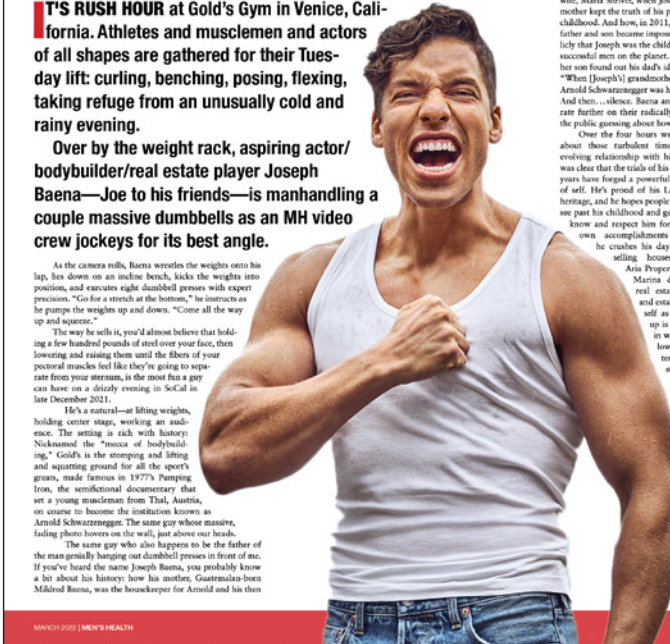 IT'S RUSH HOUR at Gold's Gym in Venice, Cali-
fornia. Athletes and musclemen and actors
of all shapes are gathered for their Tues-
day lift: curling, benching, posing, flexing,
taking refuge from an unusually cold and
rainy evening.
Over by the weight rack, aspiring actor/
bodybuilder/real estate player Joseph
Baena—Joe to his friends—is manhandling a
couple massive dumbbells as an MH video
crew jockeys for its best angle.
As the camera rolls, Baena wrestles the weights onto his
lap, lies down on an incline bench, kicks the weights into
position, and executes eight dumbbell presses with expert
precision. “Go for a stretch at the bottom,” he instructs as
he pumps the weights up and down. “Come all the way
up and squeeze.”
The way he sells it, you'd almost believe that hold-
ing a few hundred pounds of steel over your face, then
lowering and raising them until the fibers of your
pectoral muscles feel like they're going to sepa-
rate from your sternum, is the most fun a guy
can have on a drizzly evening in SoCal in
late December 2021.
He's a natural—at lifting weights,
holding center stage, working an audi-
ence. The setting is rich with history:
Nicknamed the “mecca of bodybuild-
ing,” Gold's is the stomping and lifting
and squatting ground for all the sport's
greats, made famous in 1977's Pumping
Iron, the semifictional documentary that
set a young muscleman from Thal, Austria,
on a course to become the institution known as
Arnold Schwarzenegger. The same guy whose massive,
fading photo hovers on the wall, just above our heads.
The same guy who also happens to be the father of
the man genially banging out dumbbell presses in front of me.
If you've heard the name Joseph Baena, you probably know
a bit about his history: how his mother, Guatemalan-born
Mildred Baena, was the housekeeper for Arnold and his then
mother kept the truth of his p
childhood. And how, in 2011,
father and son became impos
licly that Joseph was the child
successful men on the planet.
her son found out his dad's id
“When [Joseph's] grandmoth
Arnold Schwarzenegger was h
And then…silence. Baena an
rate further on their radically
the public guessing about how
Over the four hours we
about those turbulent time
evolving relationship with hi
was clear that the trials of his
years have forged a powerful
of self. He's proud of his L
heritage, and he hopes people
see past his childhood and g
know and respect him for
own accomplishments
he crushes his day
selling house
Aria Proper
Marina d
real esta
and esta
self as
up is
in w
low
ter
MARCH 2022 | MEN'S HEALTH